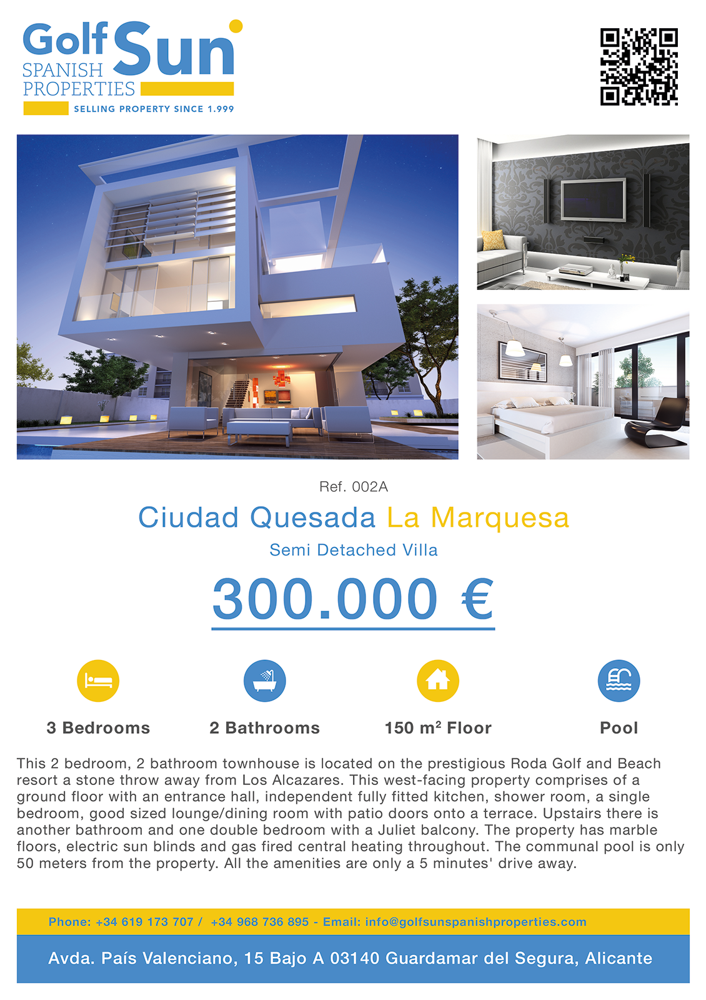 Golf Sun
SPANISH
PROPERTIES
SELLING PROPERTY SINCE 1.999
Ref. 002A
Ciudad Quesada La Marquesa
Semi Detached Villa
300.000 €
3 Bedrooms
2 Bathrooms
150 m² Floor
Pool
This 2 bedroom, 2 bathroom townhouse is located on the prestigious Roda Golf and Beach
resort a stone throw away from Los Alcazares. This west-facing property comprises of a
ground floor with an entrance hall, independent fully fitted kitchen, shower room, a single
bedroom, good sized lounge/dining room with patio doors onto a terrace. Upstairs there is
another bathroom and one double bedroom with a Juliet balcony. The property has marble
floors, electric sun blinds and gas fired central heating throughout. The communal pool is only
50 meters from the property. All the amenities are only a 5 minutes' drive away.
Phone: +34 619 173 707 / +34 968 736 895 - Email: info@golfsunspanishproperties.com
Avda. País Valenciano, 15 Bajo A 03140 Guardamar del Segura, Alicante